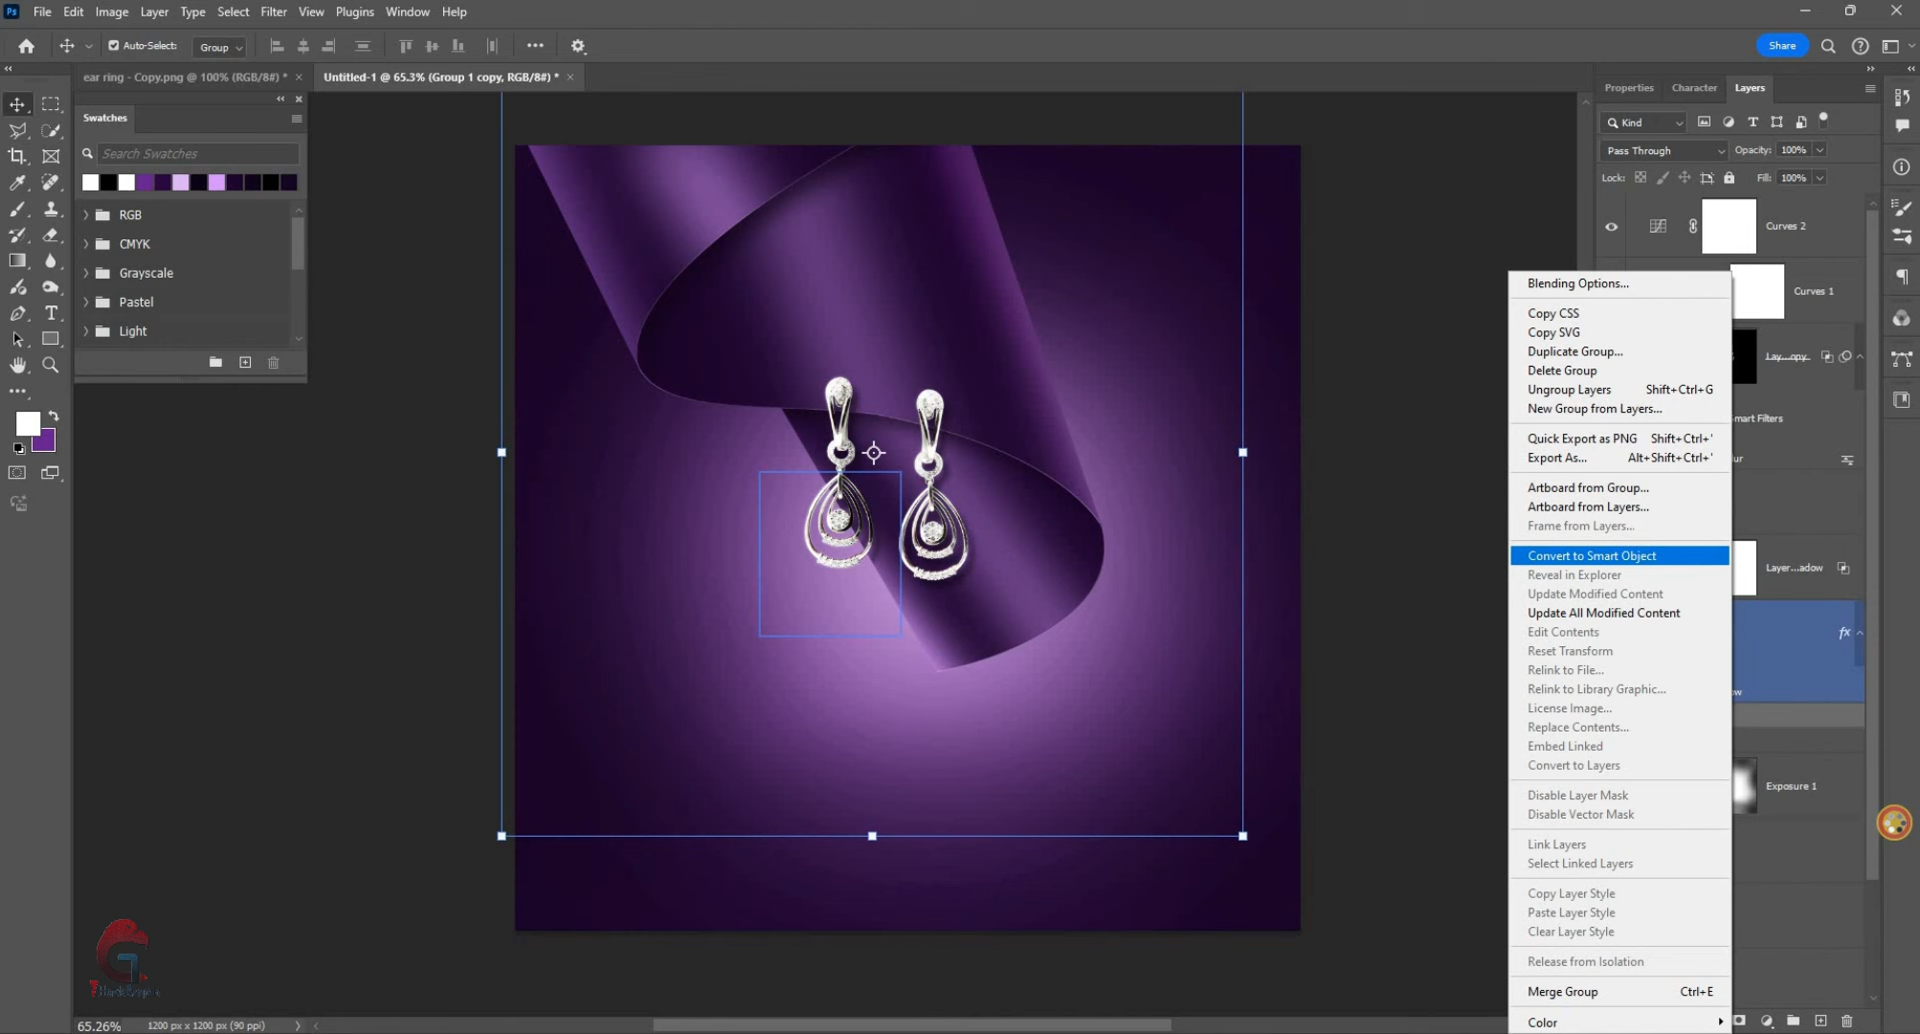 Ps File Edit Image Layer Type Select Filter View Plugins Window Help
Auto-Select: Group Share
ear ring - Copy.png @ 100% (RGB/8#) * Untitled-1 @ 65.3% (Group 1 copy, RGB/8#) *
Swatches
Search Swatches
RGB
CMYK
Grayscale
Pastel
Light
Properties Character Layers
Kind
Pass Through Opacity: 100%
Lock: Fill: 100%
Curves 2
Curves 1
Lay...opy
mart Filters
ur
Layer...adow
fx
ow
Exposure 1
Blending Options...
Copy CSS
Copy SVG
Duplicate Group...
Delete Group
Ungroup Layers Shift+Ctrl+G
New Group from Layers...
Quick Export as PNG Shift+Ctrl+'
Export As... Alt+Shift+Ctrl+'
Artboard from Group...
Artboard from Layers...
Frame from Layers...
Convert to Smart Object
Reveal in Explorer
Update Modified Content
Update All Modified Content
Edit Contents
Reset Transform
Relink to File...
Relink to Library Graphic...
License Image...
Replace Contents...
Embed Linked
Convert to Layers
Disable Layer Mask
Disable Vector Mask
Link Layers
Select Linked Layers
Copy Layer Style
Paste Layer Style
Clear Layer Style
Release from Isolation
Merge Group Ctrl+E
Color
65.26% 1200 px x 1200 px (90 ppi)